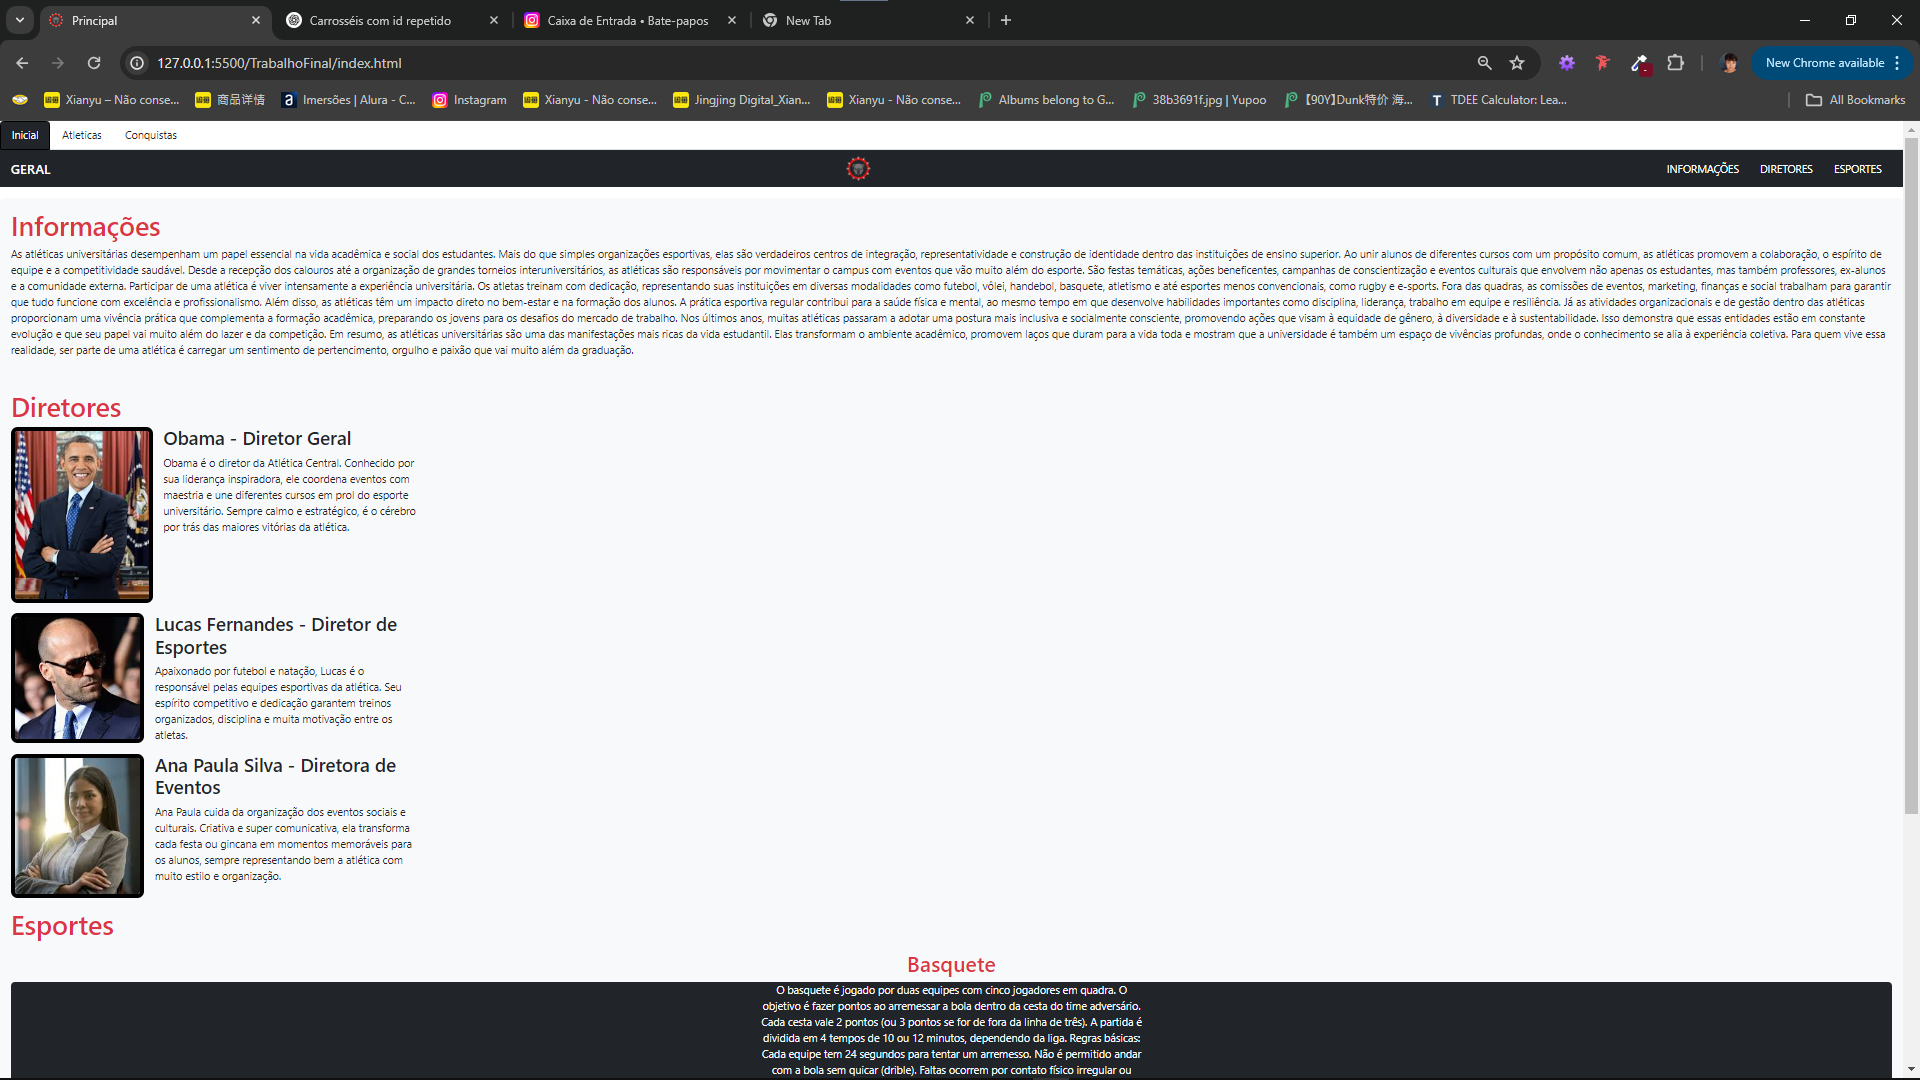 Principal
Carrosséis com id repetido
Caixa de Entrada • Bate-papos
New Tab
127.0.0.1:5500/TrabalhoFinal/index.html
New Chrome available
Xianyu – Não conse...
商品详情
Imersões | Alura - C...
Instagram
Xianyu - Não conse...
Jingjing Digital_Xian...
Xianyu - Não conse...
Albums belong to G...
38b3691f.jpg | Yupoo
【90Y】Dunk特价 海...
TDEE Calculator: Lea...
All Bookmarks
Inicial
Atleticas
Conquistas
GERAL
INFORMAÇÕES
DIRETORES
ESPORTES
Informações
As atléticas universitárias desempenham um papel essencial na vida acadêmica e social dos estudantes. Mais do que simples organizações esportivas, elas são verdadeiros centros de integração, representatividade e construção de identidade dentro das instituições de ensino superior. Ao unir alunos de diferentes cursos com um propósito comum, as atléticas promovem a colaboração, o espírito de
equipe e a competitividade saudável. Desde a recepção dos calouros até a organização de grandes torneios interuniversitários, as atléticas são responsáveis por movimentar o campus com eventos que vão muito além do esporte. São festas temáticas, ações beneficentes, campanhas de conscientização e eventos culturais que envolvem não apenas os estudantes, mas também professores, ex-alunos
e a comunidade externa. Participar de uma atlética é viver intensamente a experiência universitária. Os atletas treinam com dedicação, representando suas instituições em diversas modalidades como futebol, vôlei, handebol, basquete, atletismo e até esportes menos convencionais, como rugby e e-sports. Fora das quadras, as comissões de eventos, marketing, finanças e social trabalham para garantir
que tudo funcione com excelência e profissionalismo. Além disso, as atléticas têm um impacto direto no bem-estar e na formação dos alunos. A prática esportiva regular contribui para a saúde física e mental, ao mesmo tempo em que desenvolve habilidades importantes como disciplina, liderança, trabalho em equipe e resiliência. Já as atividades organizacionais e de gestão dentro das atléticas
proporcionam uma vivência prática que complementa a formação acadêmica, preparando os jovens para os desafios do mercado de trabalho. Nos últimos anos, muitas atléticas passaram a adotar uma postura mais inclusiva e socialmente consciente, promovendo ações que visam à equidade de gênero, à diversidade e à sustentabilidade. Isso demonstra que essas entidades estão em constante
evolução e que seu papel vai muito além do lazer e da competição. Em resumo, as atléticas universitárias são uma das manifestações mais ricas da vida estudantil. Elas transformam o ambiente acadêmico, promovem laços que duram para a vida toda e mostram que a universidade é também um espaço de vivências profundas, onde o conhecimento se alia à experiência coletiva. Para quem vive essa
realidade, ser parte de uma atlética é carregar um sentimento de pertencimento, orgulho e paixão que vai muito além da graduação.
Diretores
Obama - Diretor Geral
Obama é o diretor da Atlética Central. Conhecido por
sua liderança inspiradora, ele coordena eventos com
maestria e une diferentes cursos em prol do esporte
universitário. Sempre calmo e estratégico, é o cérebro
por trás das maiores vitórias da atlética.
Lucas Fernandes - Diretor de
Esportes
Apaixonado por futebol e natação, Lucas é o
responsável pelas equipes esportivas da atlética. Seu
espírito competitivo e dedicação garantem treinos
organizados, disciplina e muita motivação entre os
atletas.
Ana Paula Silva - Diretora de
Eventos
Ana Paula cuida da organização dos eventos sociais e
culturais. Criativa e super comunicativa, ela transforma
cada festa ou gincana em momentos memoráveis para
os alunos, sempre representando bem a atlética com
muito estilo e organização.
Esportes
Basquete
O basquete é jogado por duas equipes com cinco jogadores em quadra. O
objetivo é fazer pontos ao arremessar a bola dentro da cesta do time adversário.
Cada cesta vale 2 pontos (ou 3 pontos se for de fora da linha de três). A partida é
dividida em 4 tempos de 10 ou 12 minutos, dependendo da liga. Regras básicas:
Cada equipe tem 24 segundos para tentar um arremesso. Não é permitido andar
com a bola sem quicar (drible). Faltas ocorrem por contato físico irregular ou